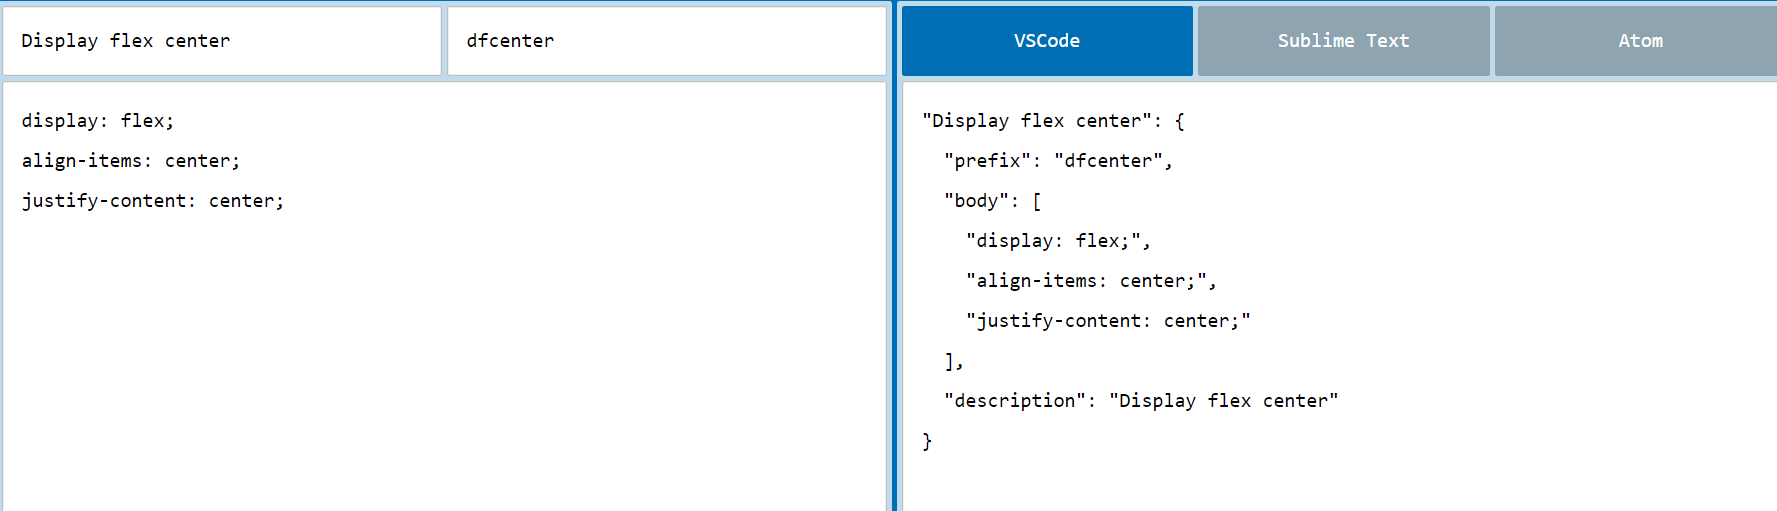 Display flex center
dfcenter
display: flex;
align-items: center;
justify-content: center;
VSCode
Sublime Text
Atom
"Display flex center": {
  "prefix": "dfcenter",
  "body": [
    "display: flex;",
    "align-items: center;",
    "justify-content: center;"
  ],
  "description": "Display flex center"
}